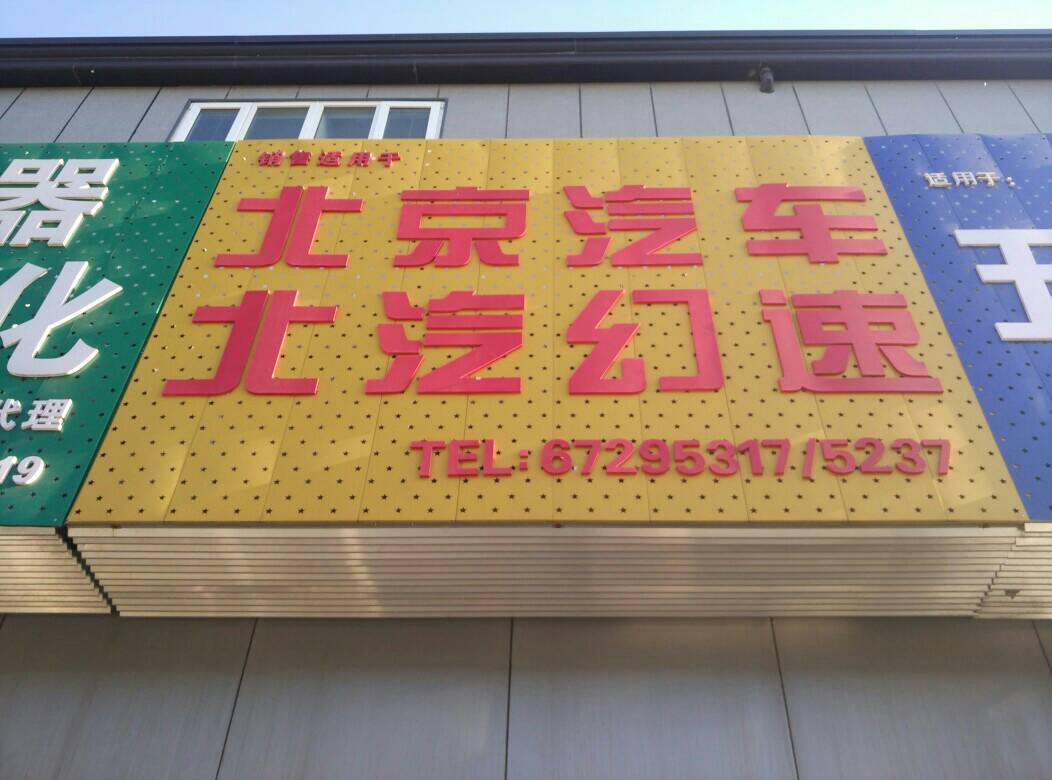 销售适用于
北京汽车
北汽幻速
TEL:67295317/5237
器
化
代理
19
适用于: